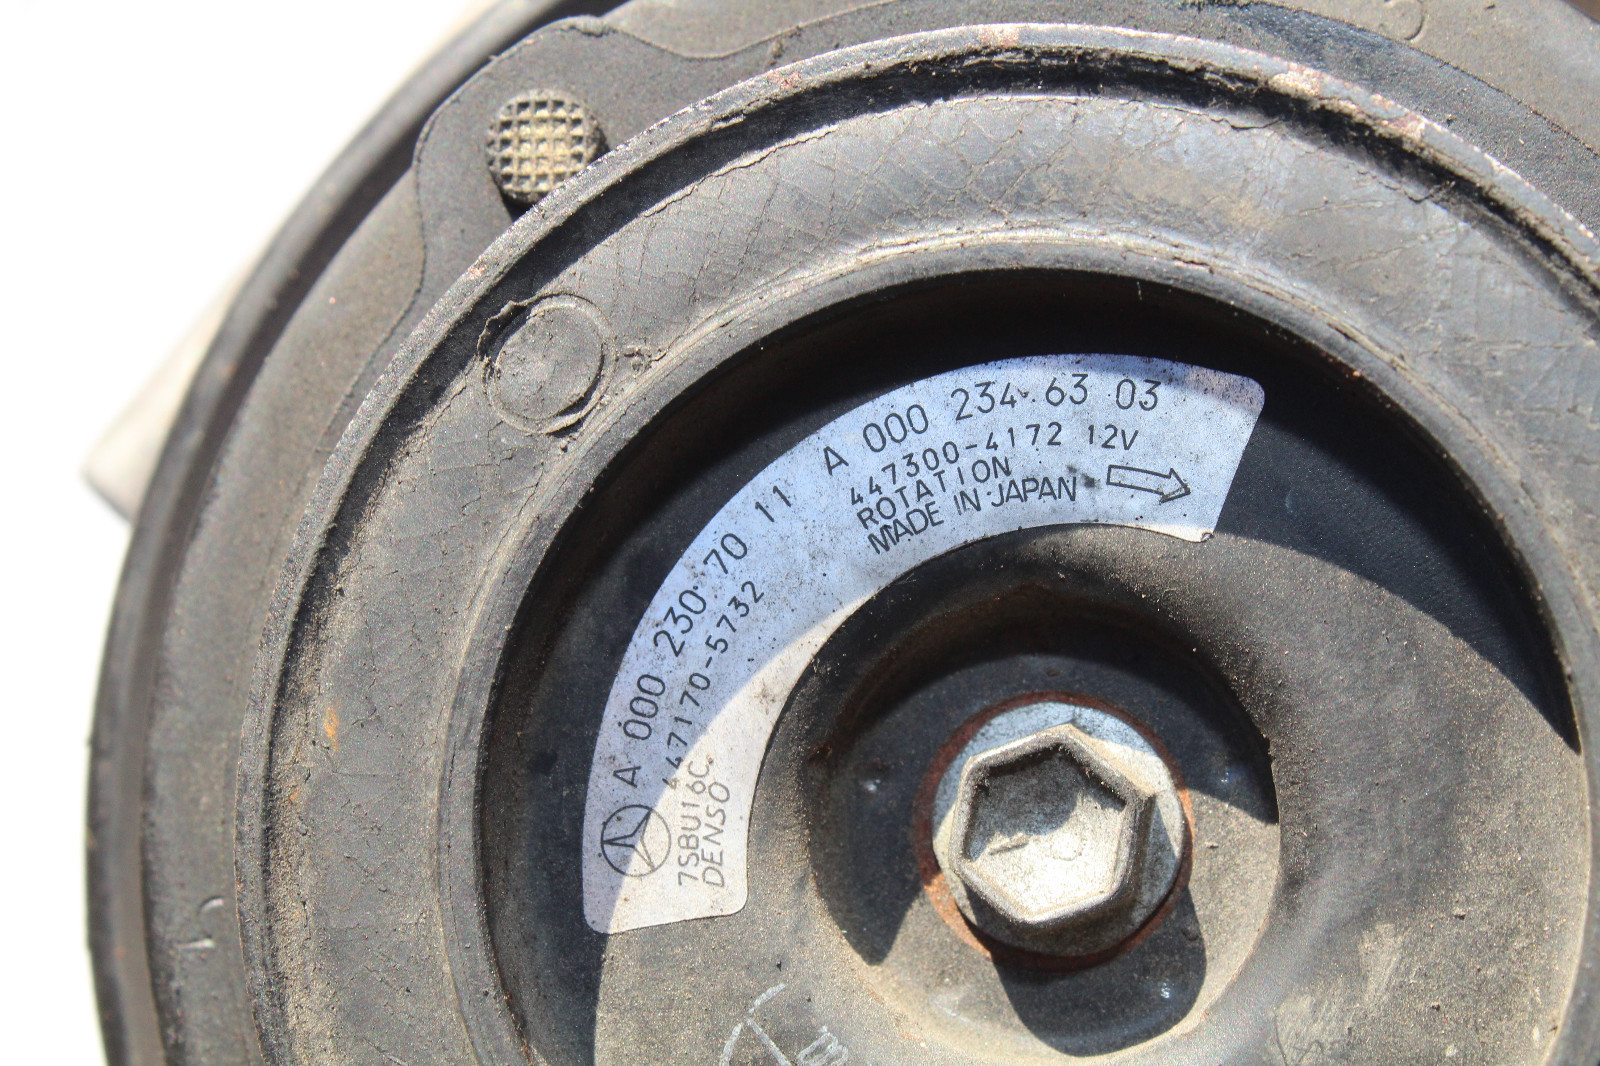 A 000 230 70 11 A 000 234 63 03
447170-5732 447300-4172 12V
7SBU16C ROTATION
DENSO MADE IN JAPAN